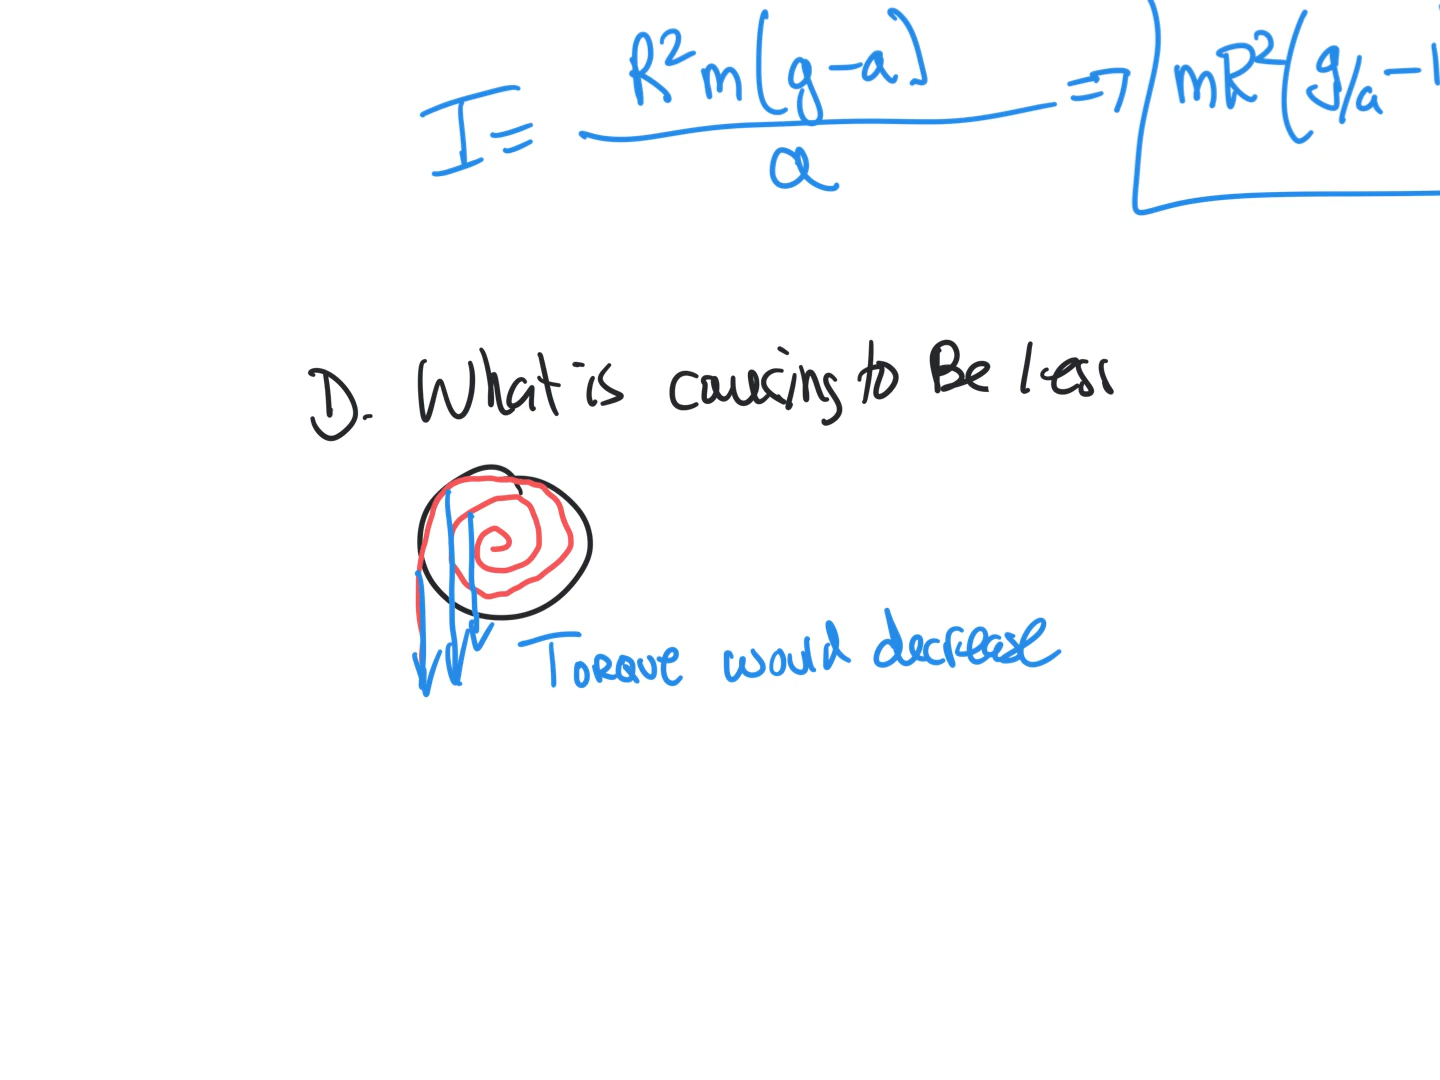 I = R²m(g-a) / a => mR²(g/a - 1
D. What is causing to Be less
Torque would decrease